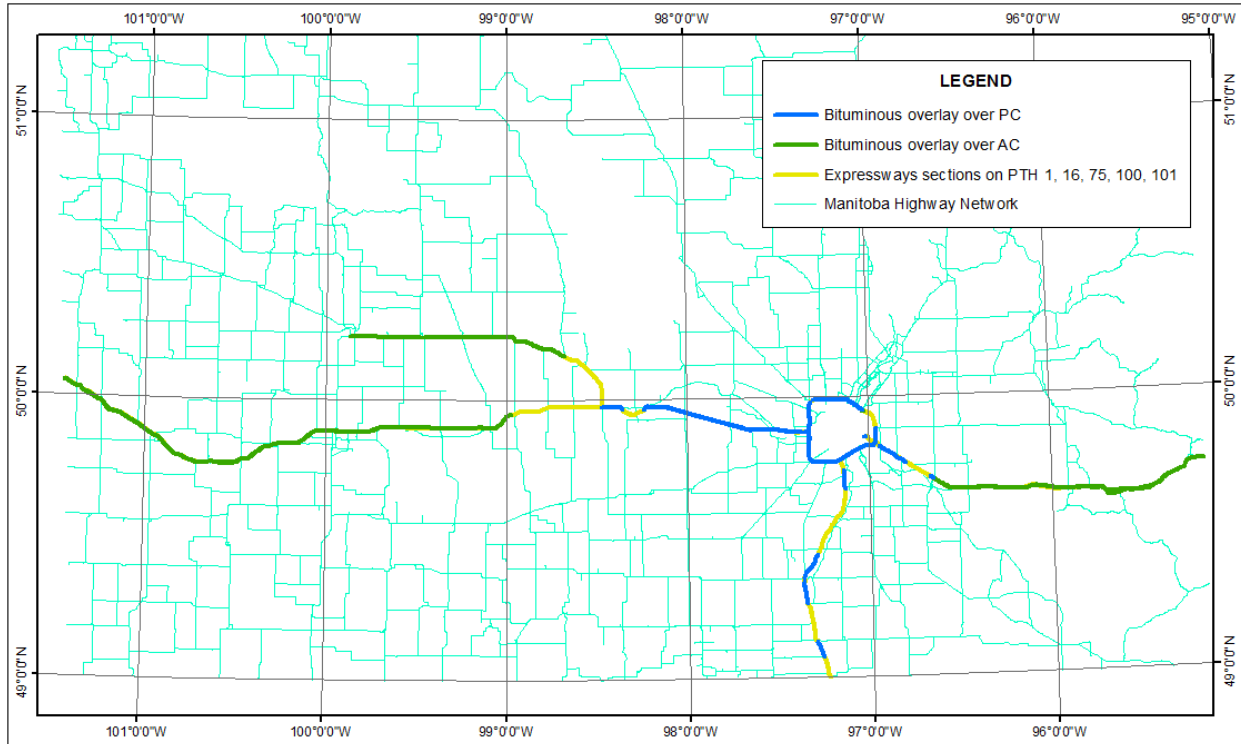 101°0'0"W 100°0'0"W 99°0'0"W 98°0'0"W 97°0'0"W 96°0'0"W 95°0'0"W
51°0'0"N
51°0'0"N
LEGEND
Bituminous overlay over PC
Bituminous overlay over AC
Expressways sections on PTH 1, 16, 75, 100, 101
Manitoba Highway Network
50°0'0"N
50°0'0"N
49°0'0"N
49°0'0"N
101°0'0"W 100°0'0"W 99°0'0"W 98°0'0"W 97°0'0"W 96°0'0"W